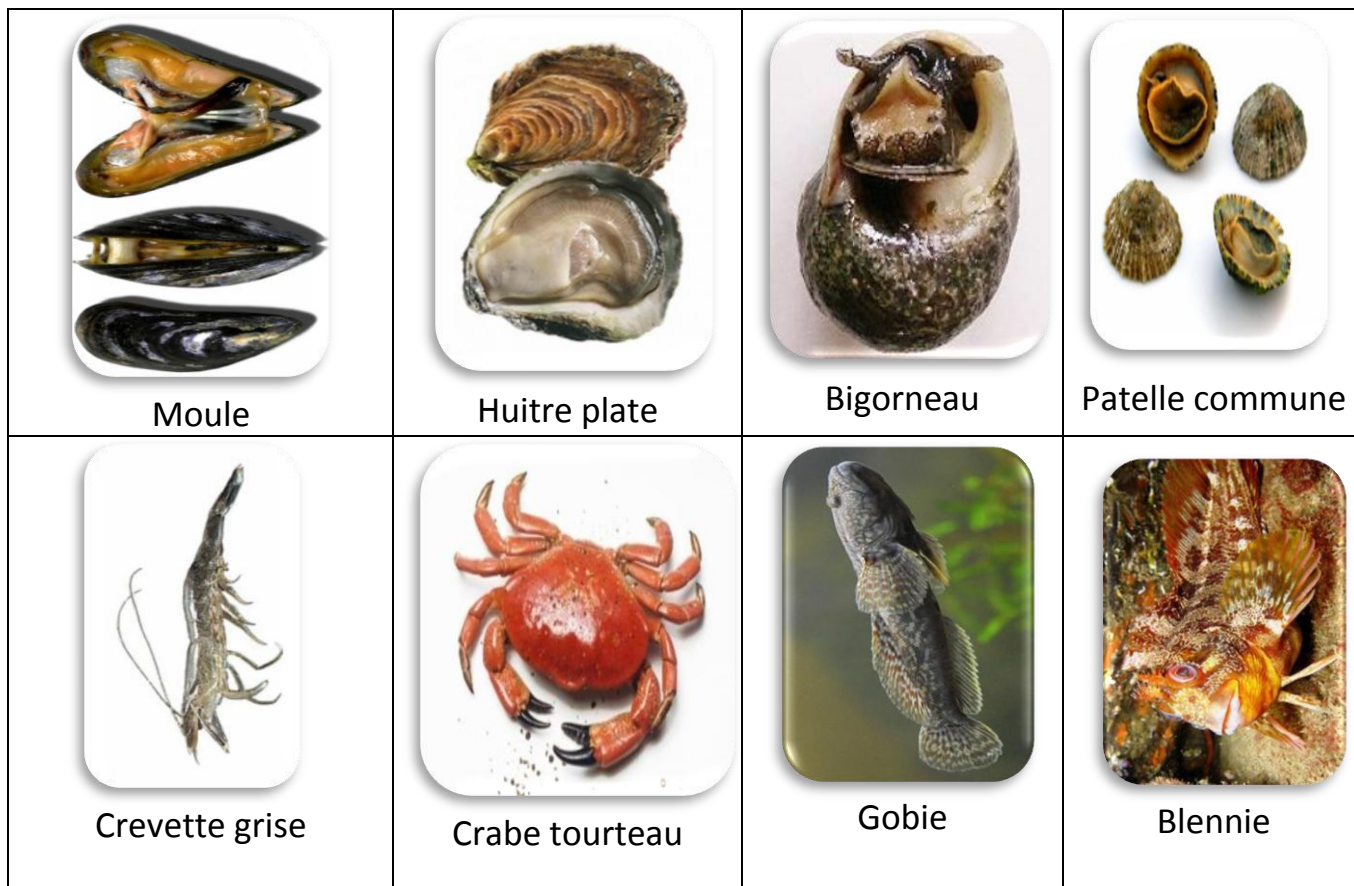 Moule
Huitre plate
Bigorneau
Patelle commune
Crevette grise
Crabe tourteau
Gobie
Blennie